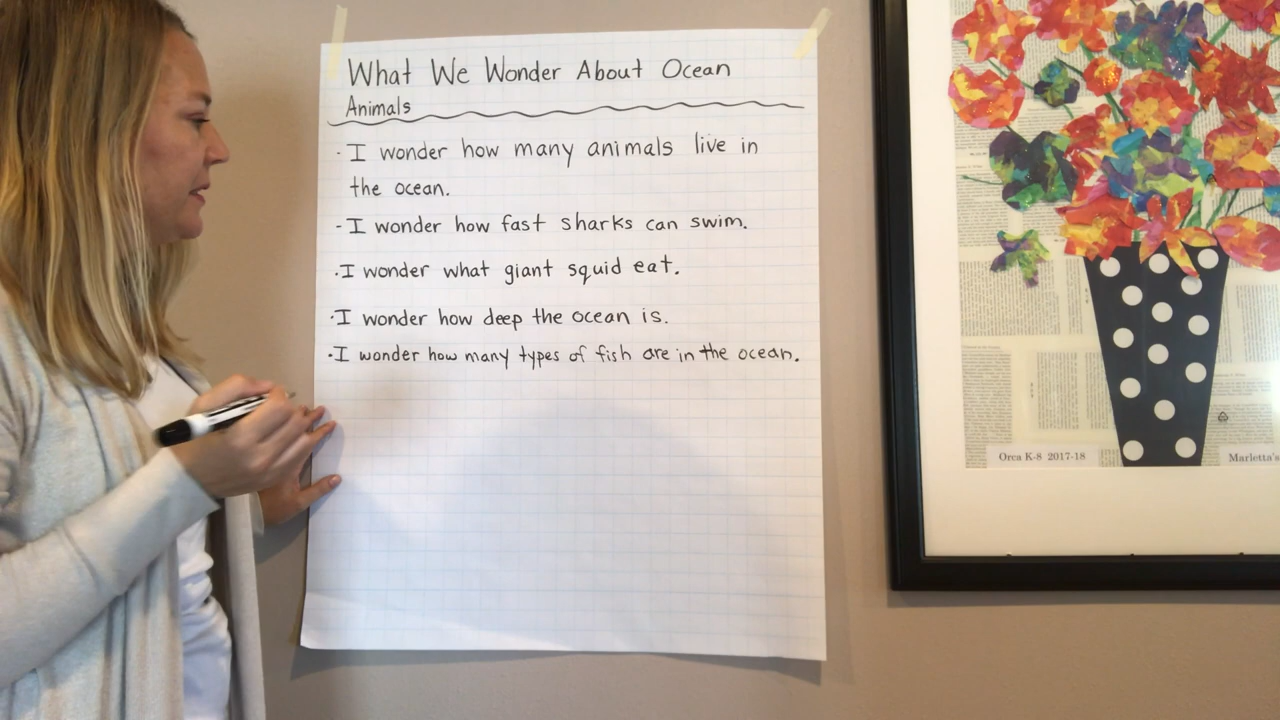 What We Wonder About Ocean
Animals
· I wonder how many animals live in
the ocean.
- I wonder how fast sharks can swim.
· I wonder what giant squid eat.
· I wonder how deep the ocean is.
· I wonder how many types of fish are in the ocean.
Orca K-8 2017-18
Marletta's